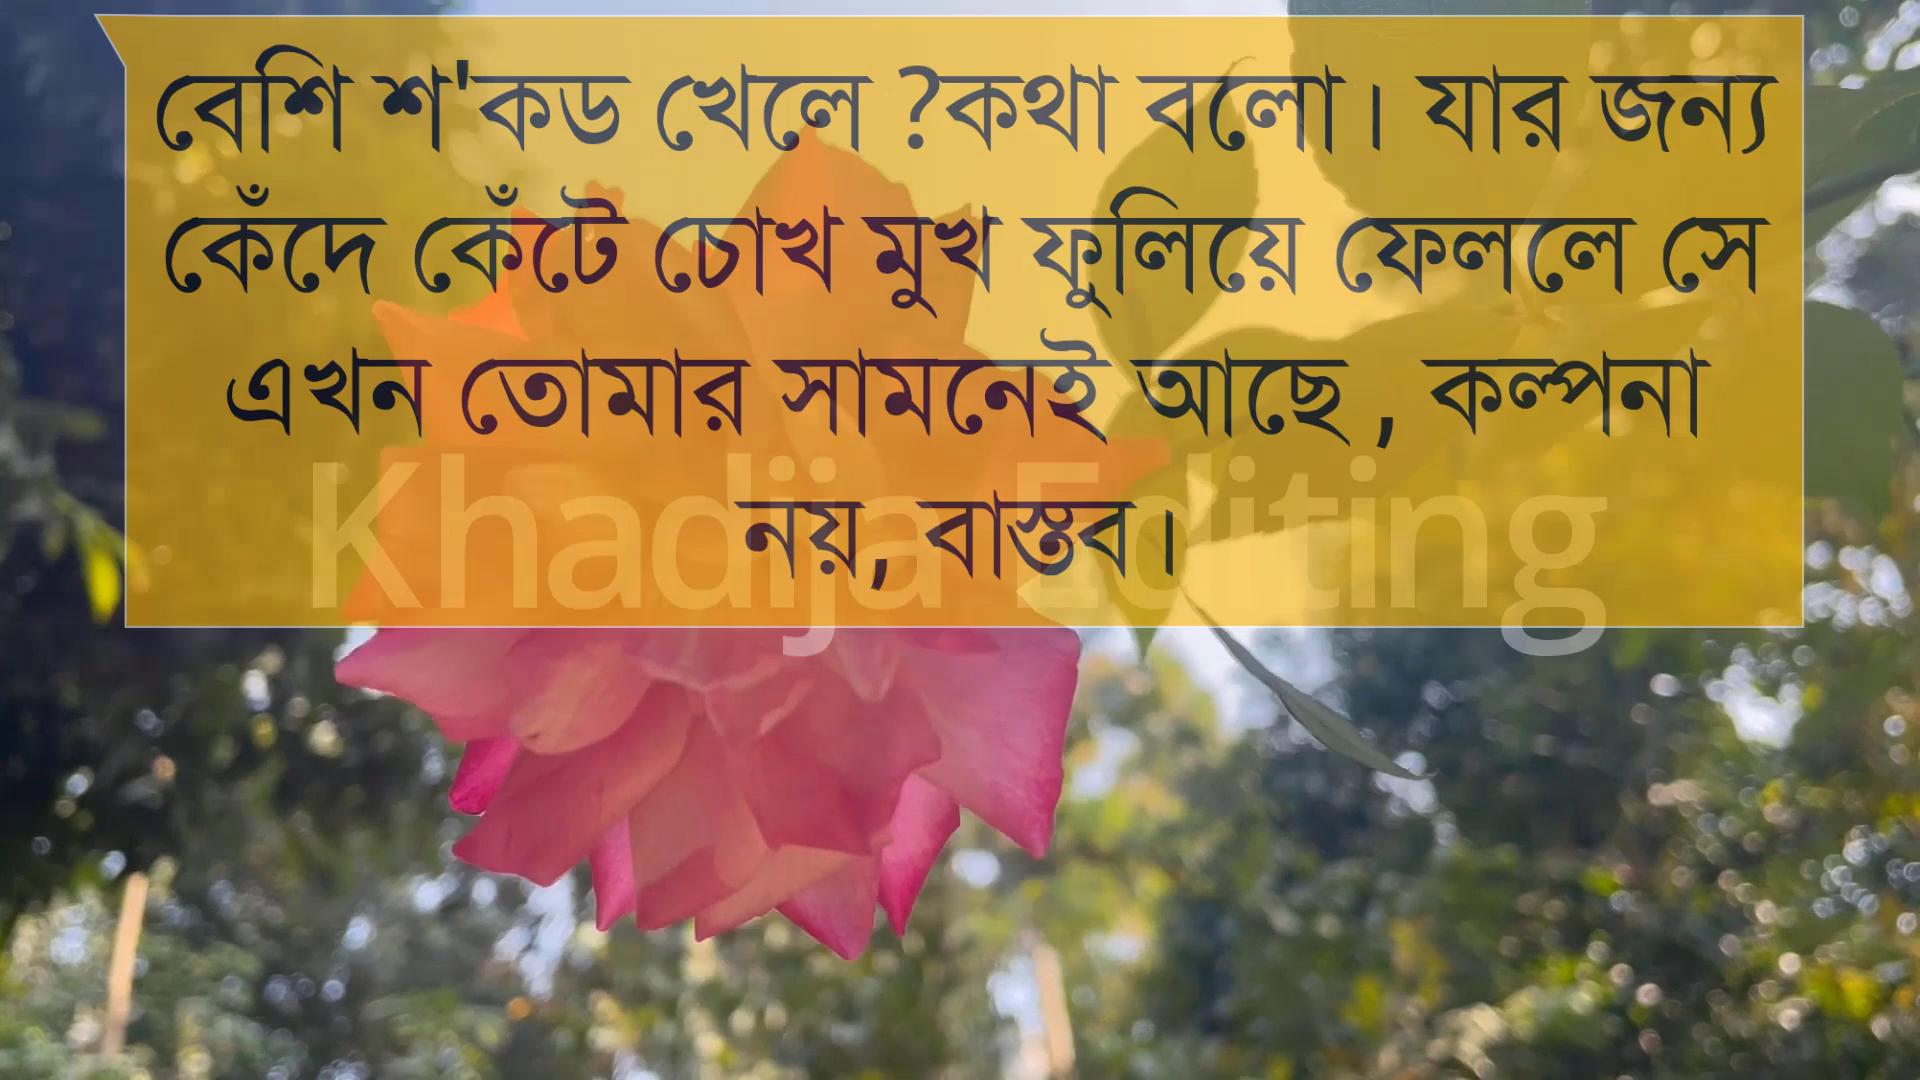 বেশি শ'কড খেলে ?কথা বলো। যার জন্য
কেঁদে কেঁটে চোখ মুখ ফুলিয়ে ফেললে সে
এখন তোমার সামনেই আছে , কল্পনা
নয়, বাস্তব।
Khadija Editing